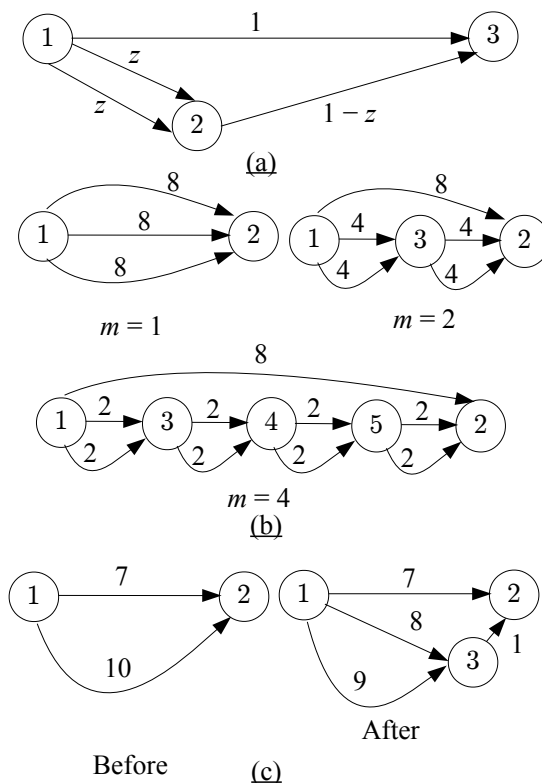 1 1 3
z
z
2 1 − z
(a)
8 8
1 8 2 1 4 3 4 2
8 4 4
m = 1 m = 2
8
1 2 3 2 4 2 5 2 2
2 2 2 2
m = 4
(b)
1 7 2 1 7 2
8
10 9 3 1
After
Before (c)